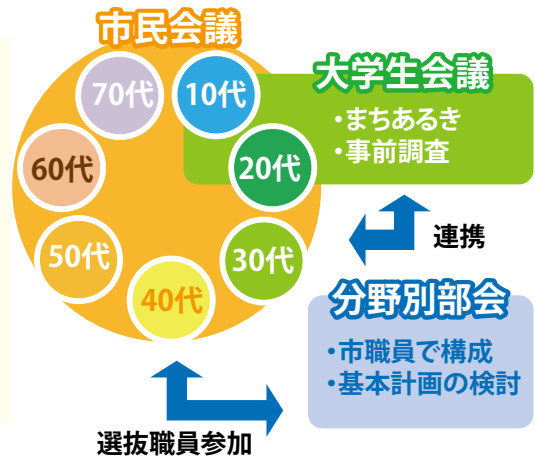 市民会議
70代
10代
60代
20代
50代
30代
40代
大学生会議
・まちあるき
・事前調査
連携
分野別部会
・市職員で構成
・基本計画の検討
選抜職員参加